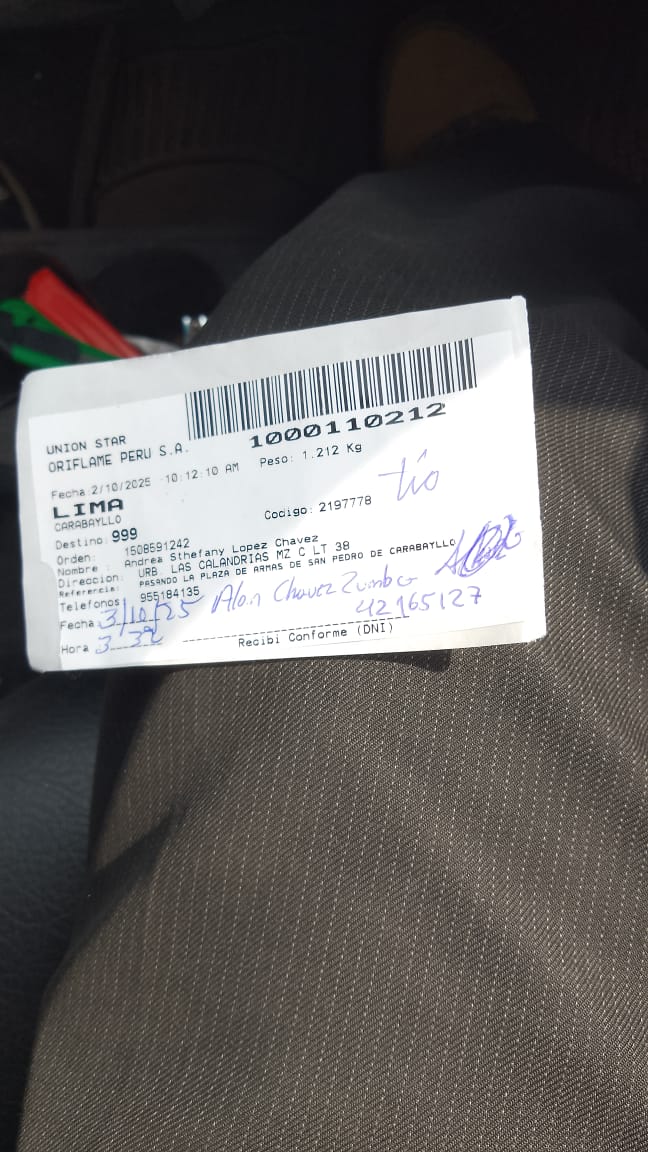 UNION STAR
ORIFLAME PERU S.A.
1000110212
Fecha 2/10/2025 10:12:10 AM Peso: 1.212 Kg
LIMA
CARABAYLLO
tío
Destino: 999 Codigo: 2197778
Orden: 1508591242
Nombre : Andrea Sthefany Lopez Chavez
Direccion: URB. LAS CALANDRIAS MZ C LT 38
Referencia: PASANDO LA PLAZA DE ARMAS DE SAN PEDRO DE CARABAYLLO
Telefonos 955184135
Fecha 3/10/25 Alan Chavez Zumba
42165127
Hora 3 32
Recibi Conforme (DNI)